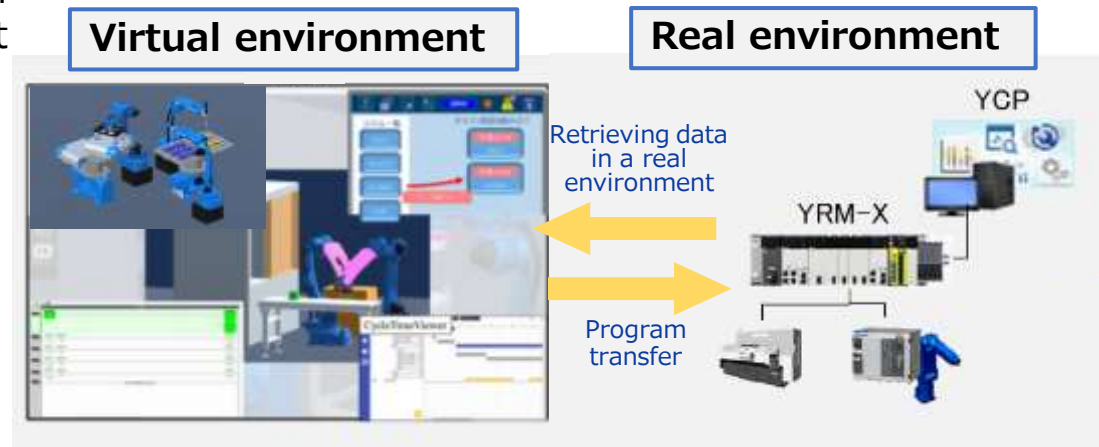 t
Virtual environment
Real environment
Retrieving data
in a real
environment
YCP
YRM-X
CycleTimeViewer
Program
transfer